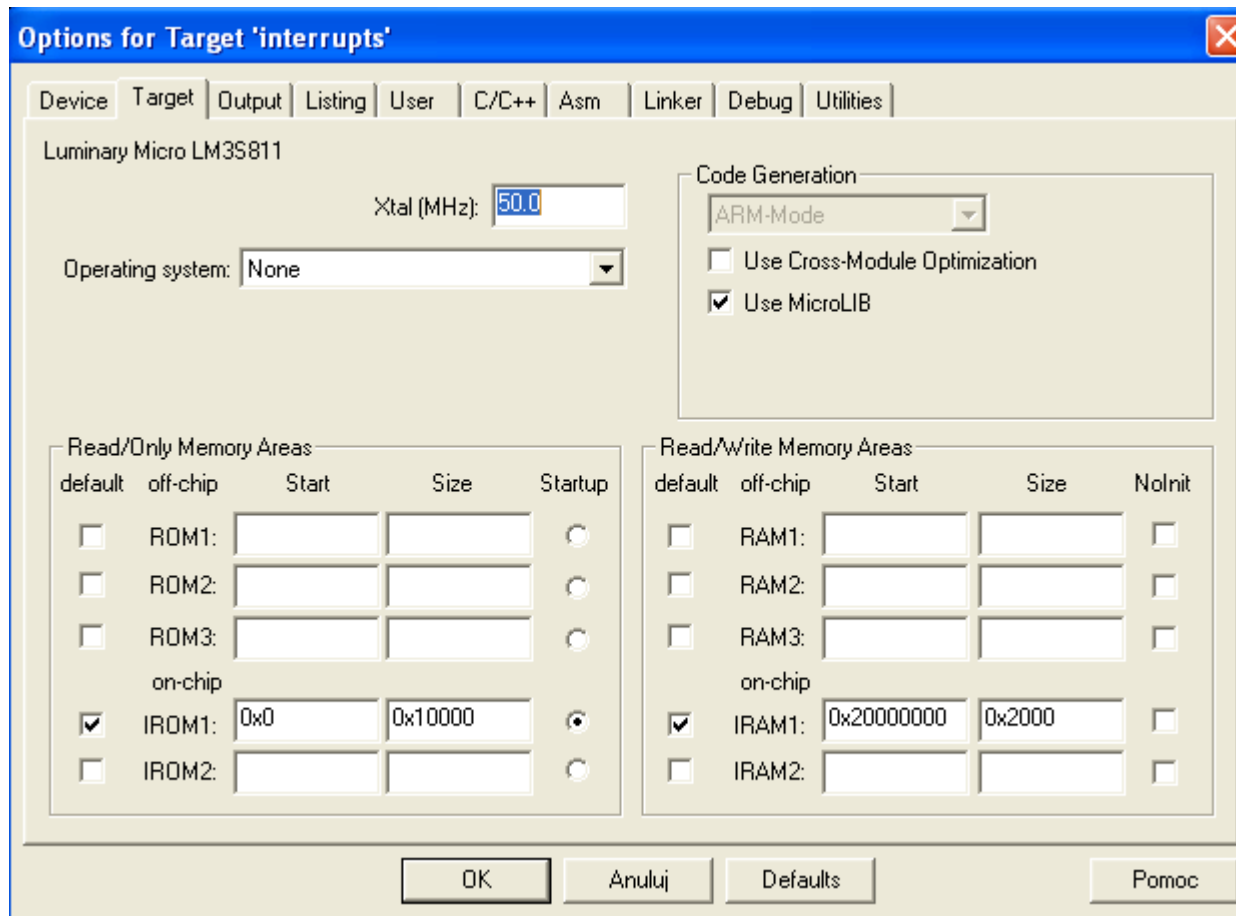 Options for Target 'interrupts'
Device Target Output Listing User C/C++ Asm Linker Debug Utilities
Luminary Micro LM3S811
Xtal (MHz): 50.0
Operating system: None
Code Generation
ARM-Mode
Use Cross-Module Optimization
Use MicroLIB
Read/Only Memory Areas
default off-chip Start Size Startup
ROM1:
ROM2:
ROM3:
on-chip
IROM1: 0x0 0x10000
IROM2:
Read/Write Memory Areas
default off-chip Start Size NoInit
RAM1:
RAM2:
RAM3:
on-chip
IRAM1: 0x20000000 0x2000
IRAM2:
OK Anuluj Defaults Pomoc